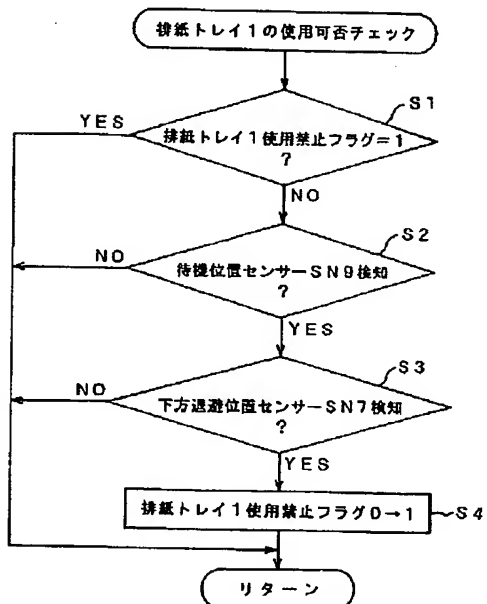 排紙トレイ1の使用可否チェック
S1
YES
排紙トレイ1使用禁止フラグ=1
?
NO
S2
NO
待機位置センサーSN9検知
?
YES
S3
NO
下方退避位置センサーSN7検知
?
YES
排紙トレイ1使用禁止フラグ0→1
S4
リターン